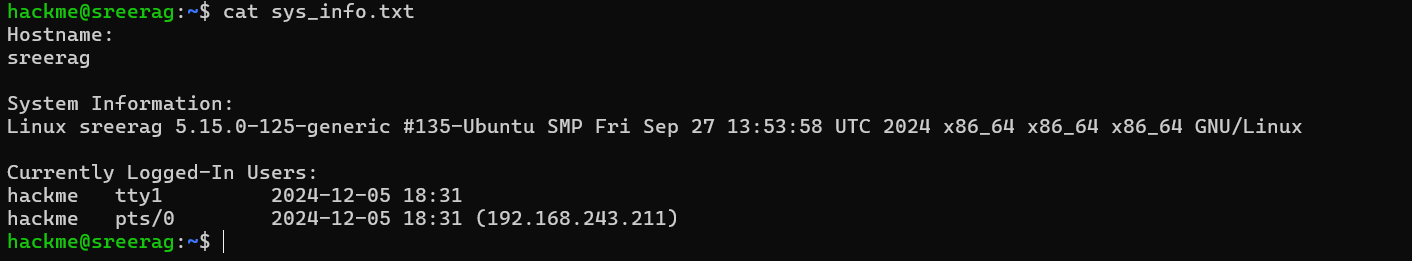 hackme@sreerag:~$ cat sys_info.txt
Hostname:
sreerag

System Information:
Linux sreerag 5.15.0-125-generic #135-Ubuntu SMP Fri Sep 27 13:53:58 UTC 2024 x86_64 x86_64 x86_64 GNU/Linux

Currently Logged-In Users:
hackme   tty1         2024-12-05 18:31
hackme   pts/0        2024-12-05 18:31 (192.168.243.211)
hackme@sreerag:~$